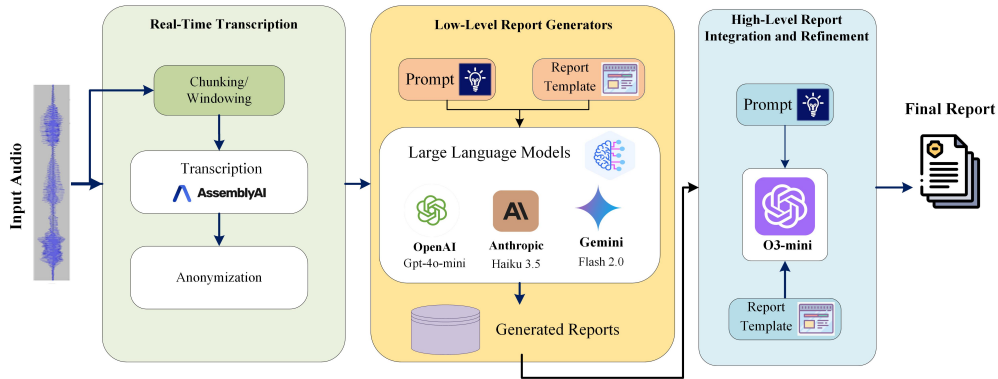 Input Audio
Real-Time Transcription
Chunking/
Windowing
Transcription
AssemblyAI
Anonymization
Low-Level Report Generators
Prompt
Report
Template
Large Language Models
AI
OpenAI
Gpt-4o-mini
Anthropic
Haiku 3.5
Gemini
Flash 2.0
Generated Reports
High-Level Report
Integration and Refinement
Prompt
O3-mini
Report
Template
Final Report